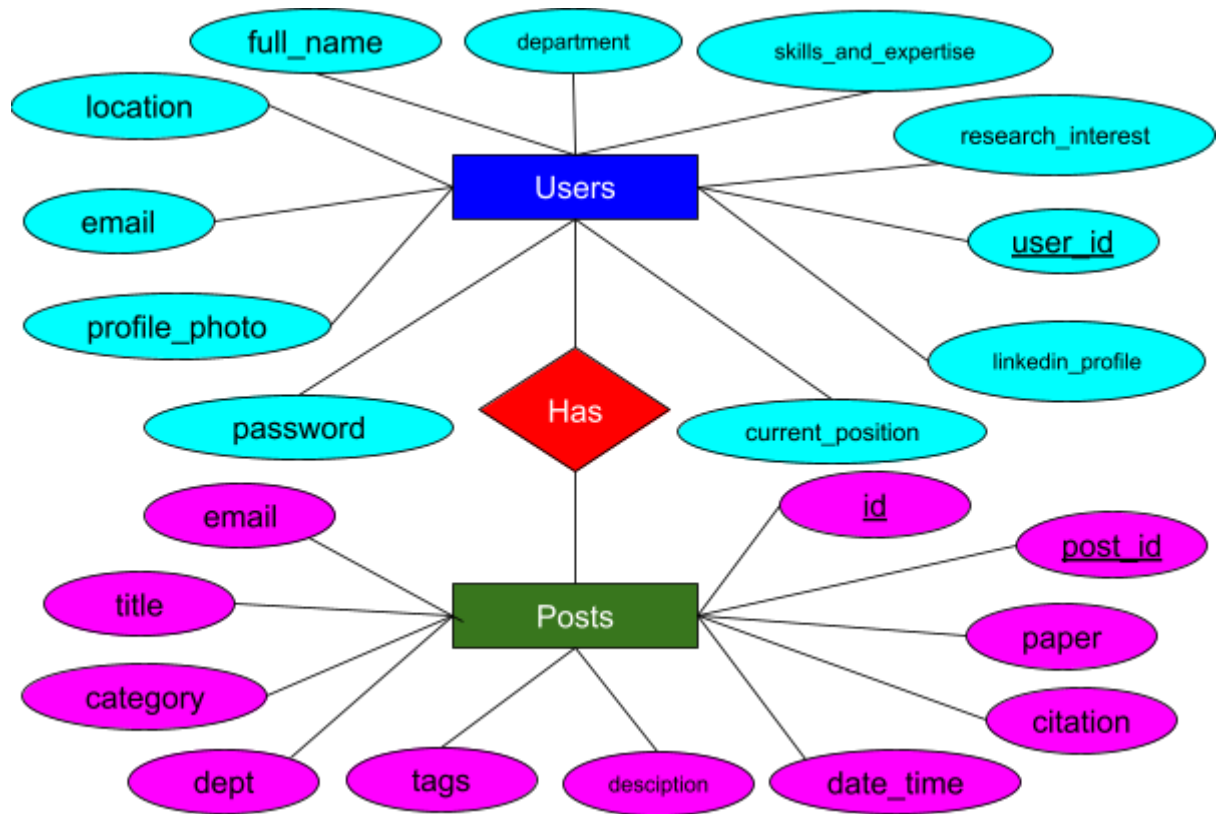 full_name
department
skills_and_expertise
location
research_interest
Users
email
user_id
profile_photo
linkedin_profile
Has
password
current_position
email
id
post_id
title
Posts
paper
category
citation
dept
tags
desciption
date_time